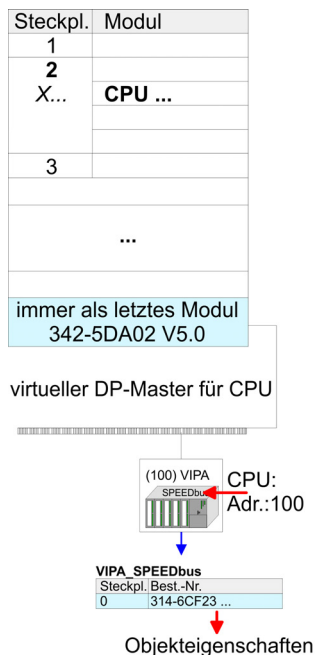 Steckpl. Modul
1
2
X... CPU ...
3
...
immer als letztes Modul
342-5DA02 V5.0
virtueller DP-Master für CPU
(100) VIPA
SPEEDbus
CPU:
Adr.:100
VIPA_SPEEDbus
Steckpl. Best.-Nr.
0 314-6CF23 ...
Objekteigenschaften